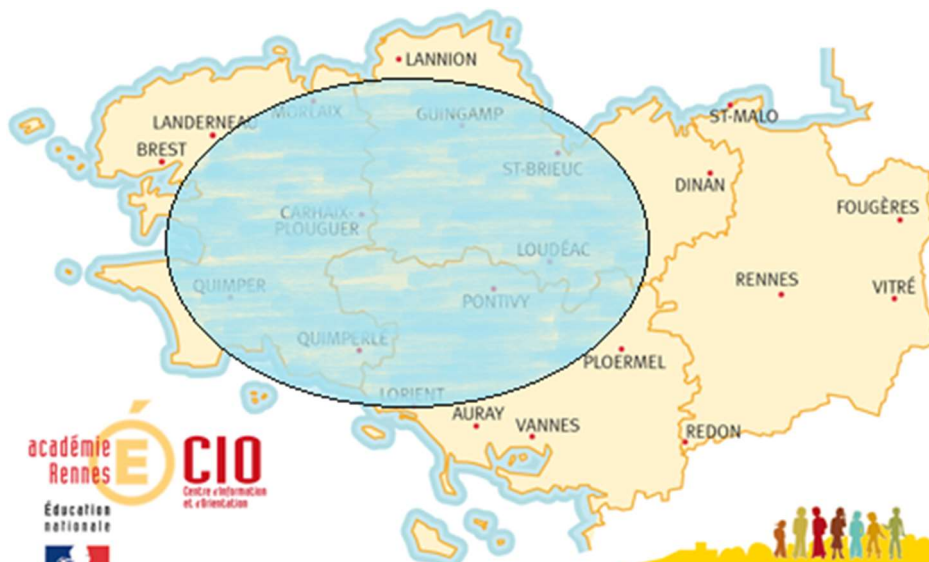 LANNION
MORLAIX
GUINGAMP
LANDERNEAU
ST-MALO
BREST
ST-BRIEUC
DINAN
FOUGÈRES
CARHAIX-
PLOUGUER
LOUDÉAC
RENNES
VITRÉ
QUIMPER
PONTIVY
QUIMPERLÉ
PLOERMEL
LORIENT
AURAY
VANNES
REDON
académie
Rennes
É
CIO
Centre d'Information
et d'Orientation
Éducation
nationale